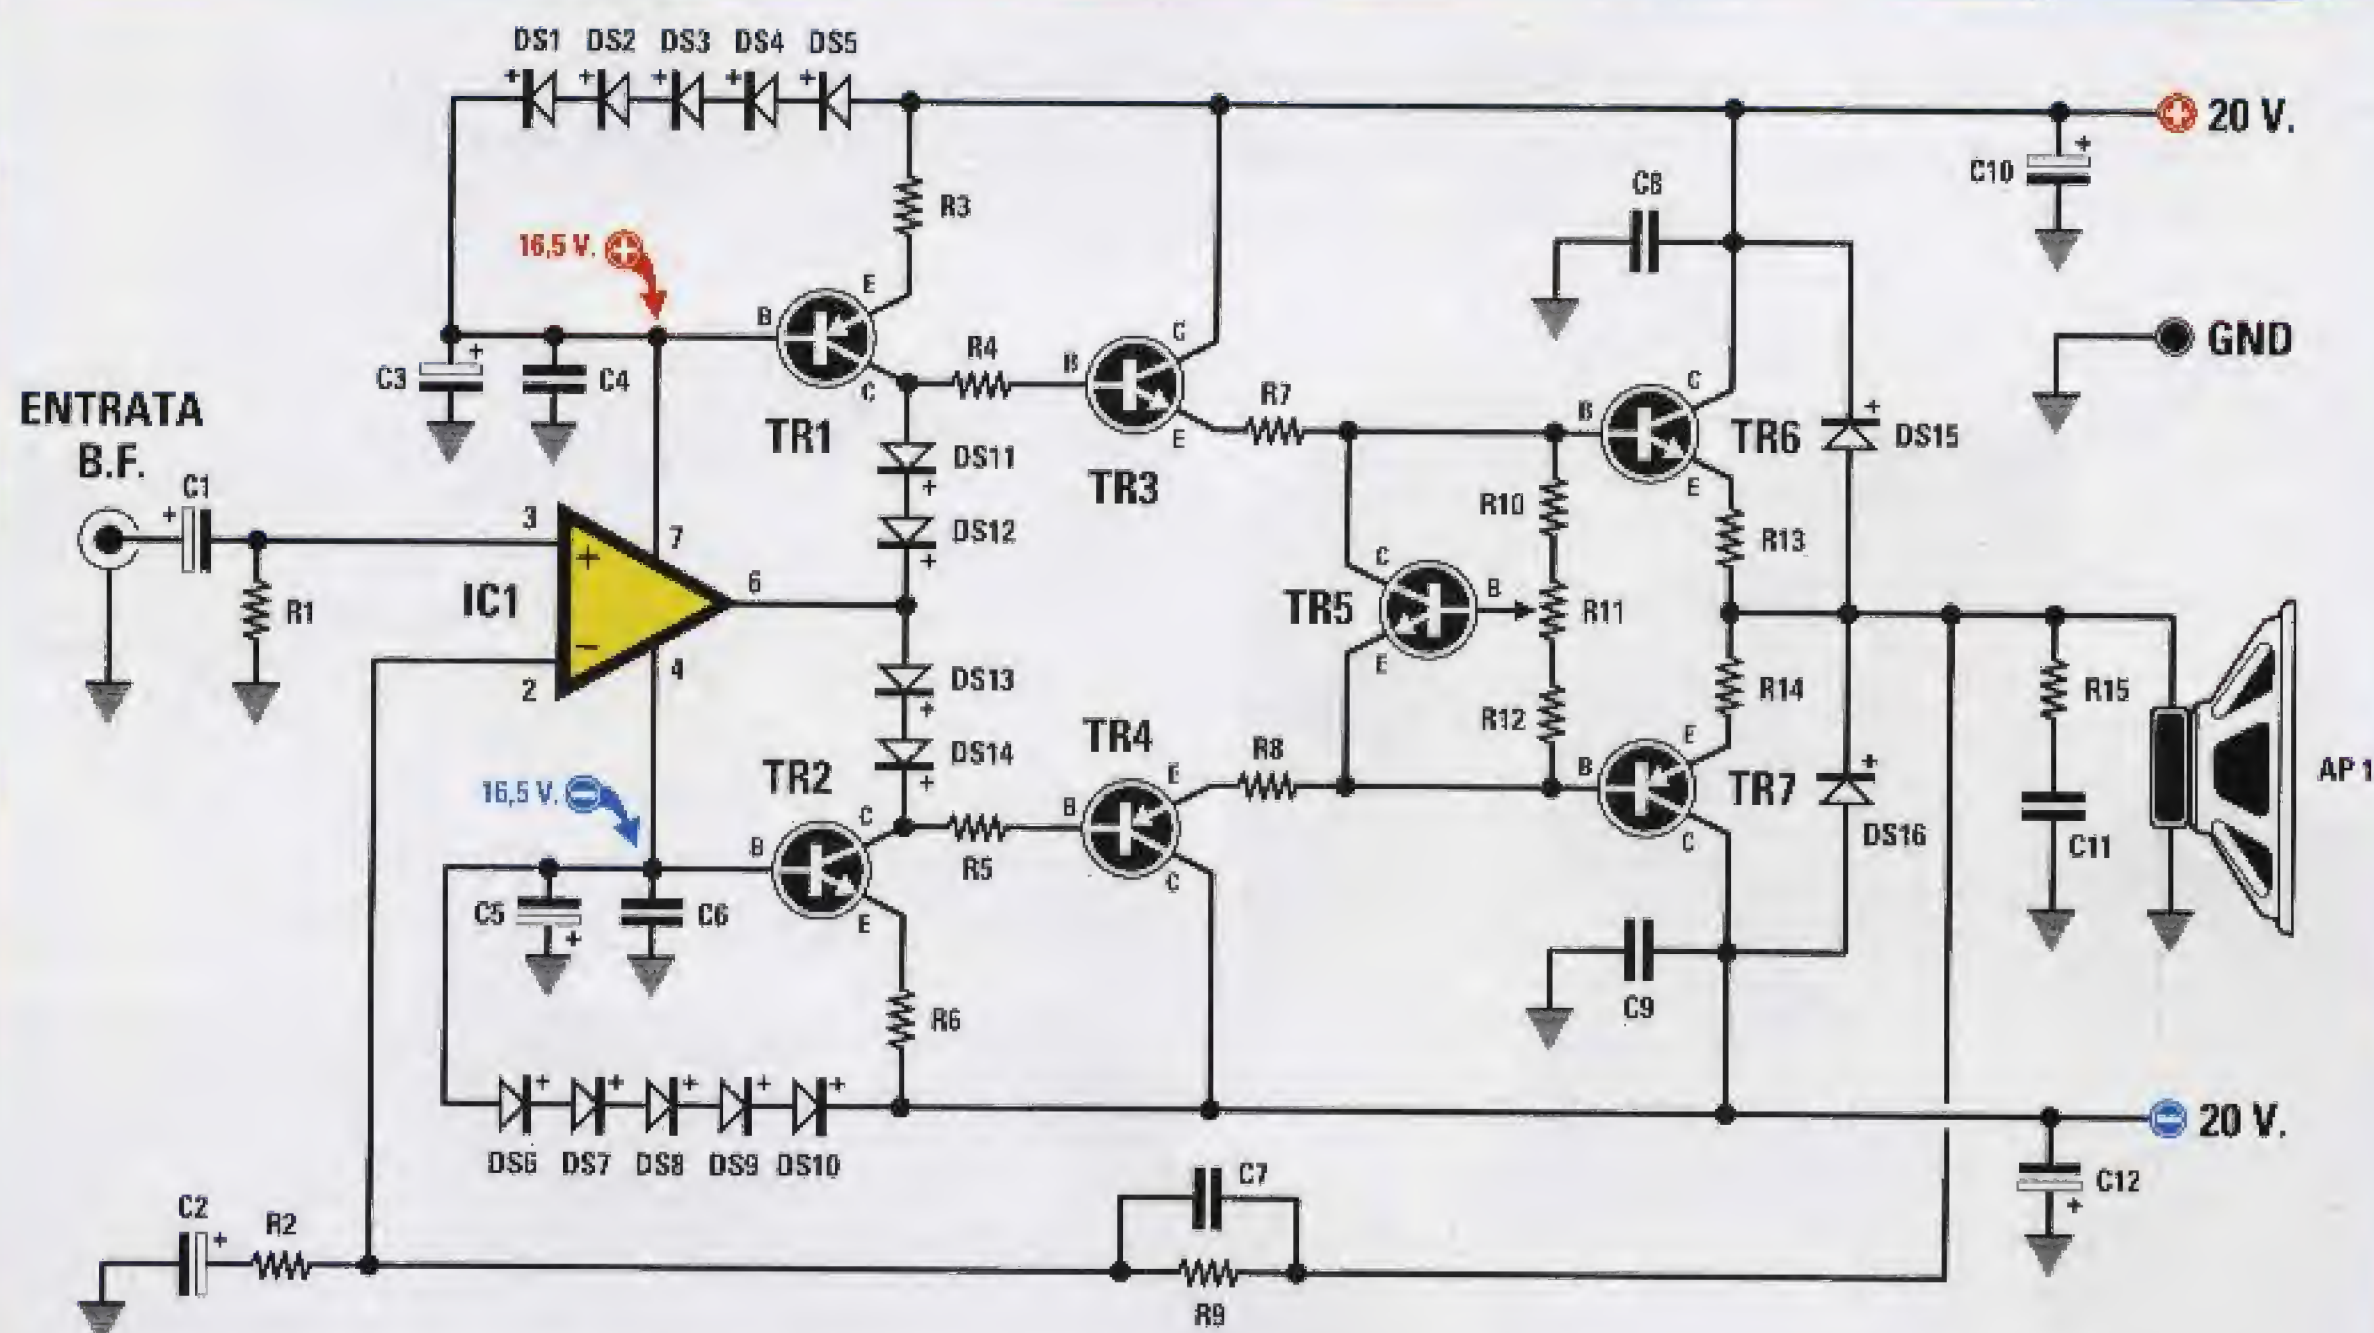 DS1 DS2 DS3 DS4 DS5
+ + + + +
+ 20 V.
C10 +
R3
C8
16,5 V. +
E
B
C
TR1
C3 +
C4
R4
B
C
E
TR3
R7
GND
ENTRATA
B.F.
C1
+
R1
DS11
+
DS12
+
B
C
E
TR6
+
DS15
R10
R13
3
+
7
IC1
6
2
−
4
C
B
E
TR5
R11
R12
R14
R15
C11
AP1
DS13
+
DS14
+
TR4
E
B
C
R8
E
B
C
TR7
+
DS16
16,5 V. −
TR2
C
B
E
R5
C5
+
C6
R6
C9
+ + + + +
DS6 DS7 DS8 DS9 DS10
− 20 V.
C12
+
C7
C2
+
R2
R9